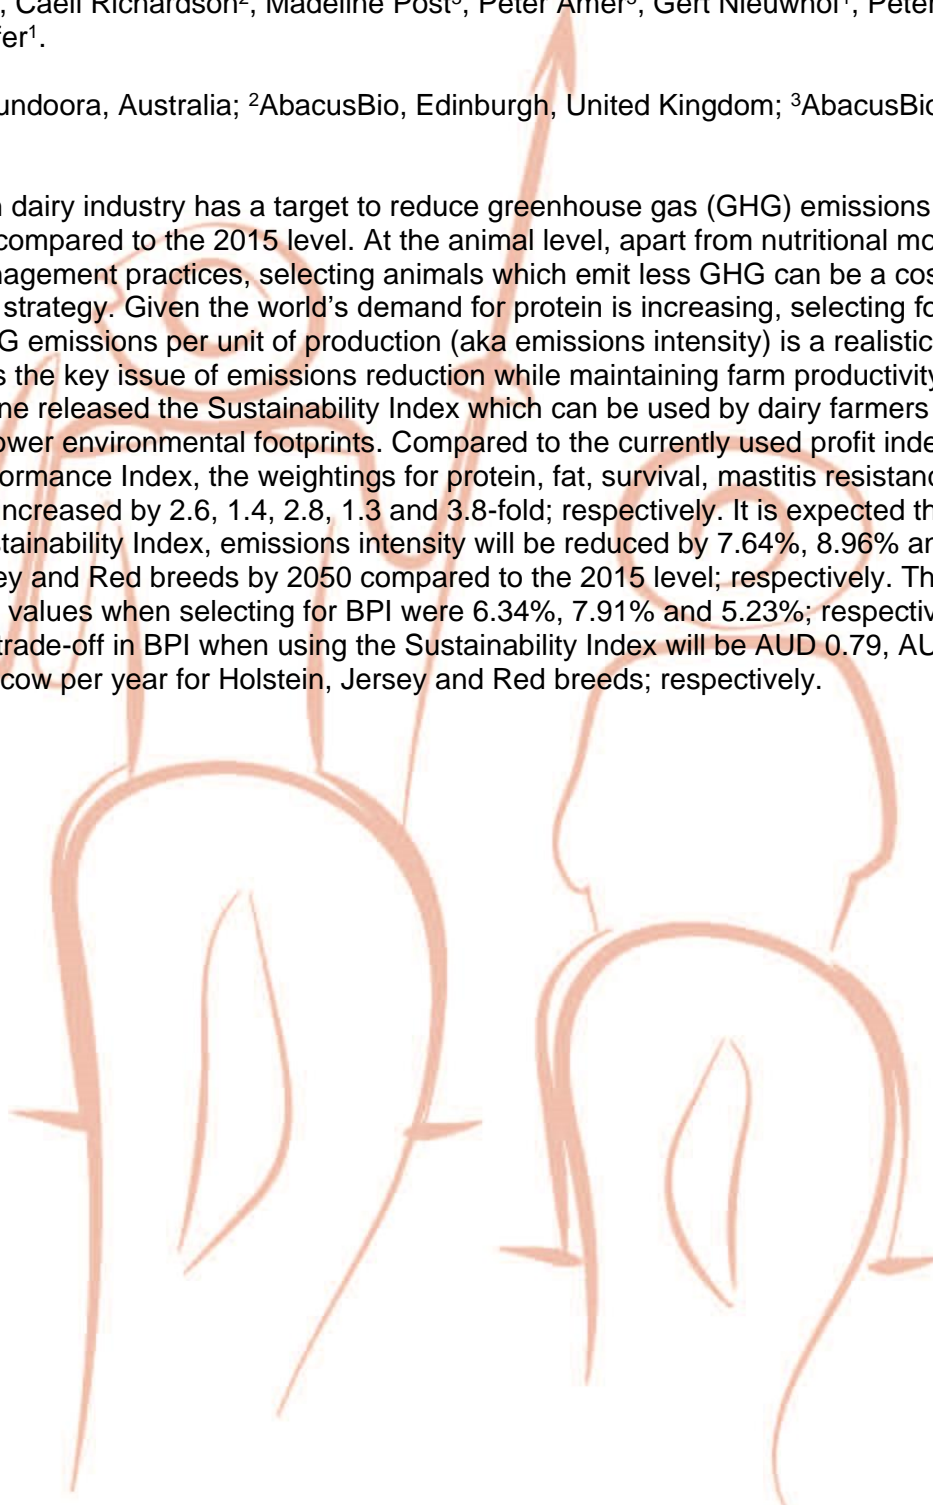 , Caeli Richardson², Madeline Post³, Peter Amer³, Gert Nieuwhof¹, Peter
fer¹.
undoora, Australia; ²AbacusBio, Edinburgh, United Kingdom; ³AbacusBio
n dairy industry has a target to reduce greenhouse gas (GHG) emissions
compared to the 2015 level. At the animal level, apart from nutritional mo
nagement practices, selecting animals which emit less GHG can be a cos
strategy. Given the world’s demand for protein is increasing, selecting fo
G emissions per unit of production (aka emissions intensity) is a realistic
s the key issue of emissions reduction while maintaining farm productivity
ne released the Sustainability Index which can be used by dairy farmers
ower environmental footprints. Compared to the currently used profit inde
ormance Index, the weightings for protein, fat, survival, mastitis resistanc
increased by 2.6, 1.4, 2.8, 1.3 and 3.8-fold; respectively. It is expected th
stainability Index, emissions intensity will be reduced by 7.64%, 8.96% an
ey and Red breeds by 2050 compared to the 2015 level; respectively. Th
values when selecting for BPI were 6.34%, 7.91% and 5.23%; respectiv
trade-off in BPI when using the Sustainability Index will be AUD 0.79, AU
cow per year for Holstein, Jersey and Red breeds; respectively.